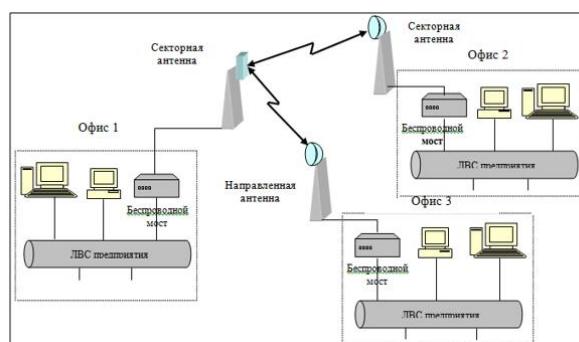 Секторная
антенна
Секторная
антенна
Офис 2
Офис 1
Беспроводной
мост
ЛВС предприятия
Направленная
антенна
Беспроводной
мост
Офис 3
ЛВС предприятия
Беспроводной
мост
ЛВС предприятия